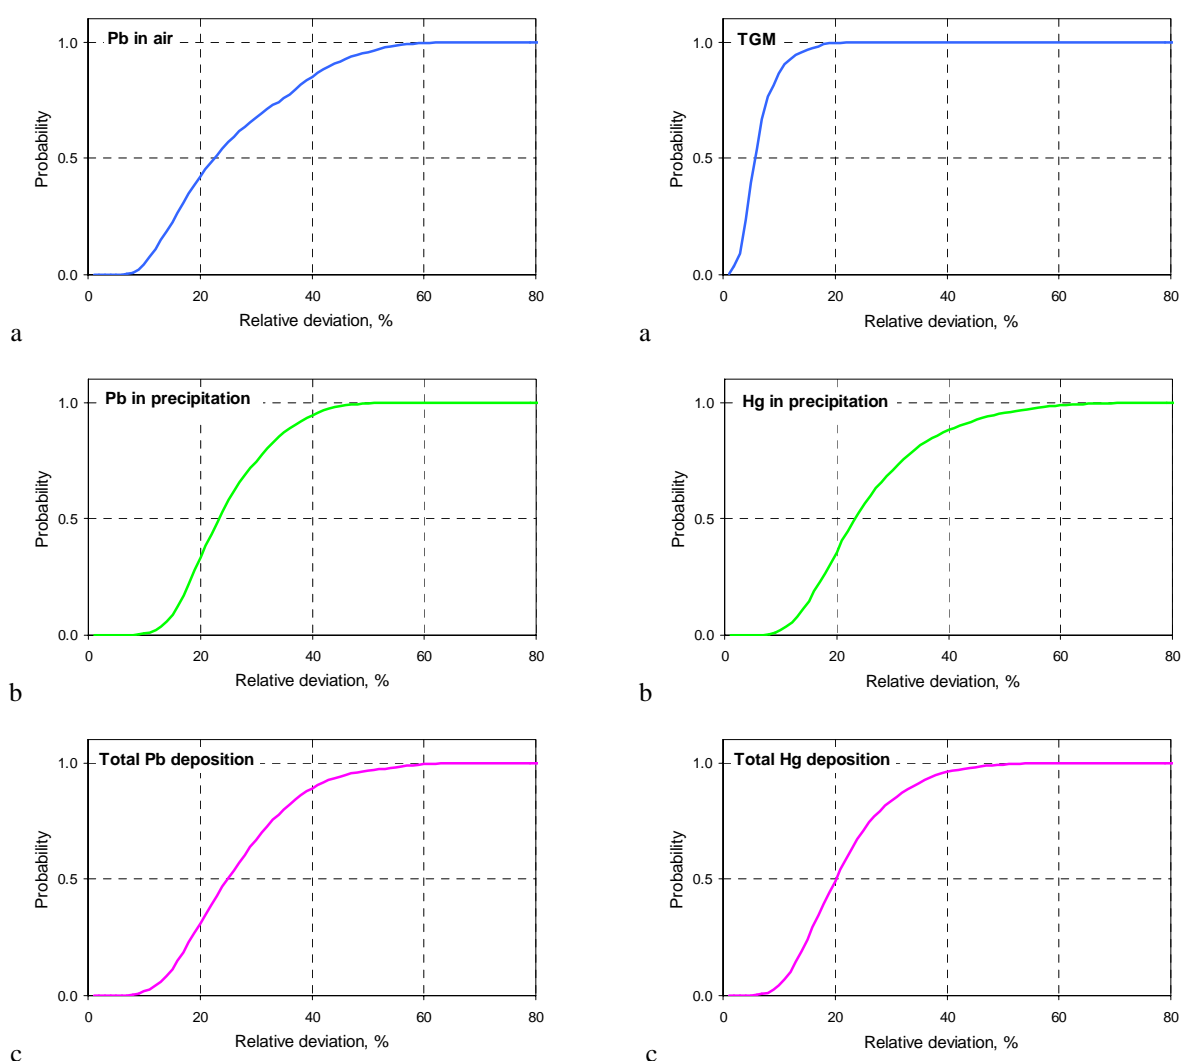 Pb in air
1.0
0.5
0.0
Probability
0 20 40 60 80
Relative deviation, %
a
TGM
1.0
0.5
0.0
Probability
0 20 40 60 80
Relative deviation, %
a
Pb in precipitation
1.0
0.5
0.0
Probability
0 20 40 60 80
Relative deviation, %
b
Hg in precipitation
1.0
0.5
0.0
Probability
0 20 40 60 80
Relative deviation, %
b
Total Pb deposition
1.0
0.5
0.0
Probability
0 20 40 60 80
Relative deviation, %
c
Total Hg deposition
1.0
0.5
0.0
Probability
0 20 40 60 80
Relative deviation, %
c